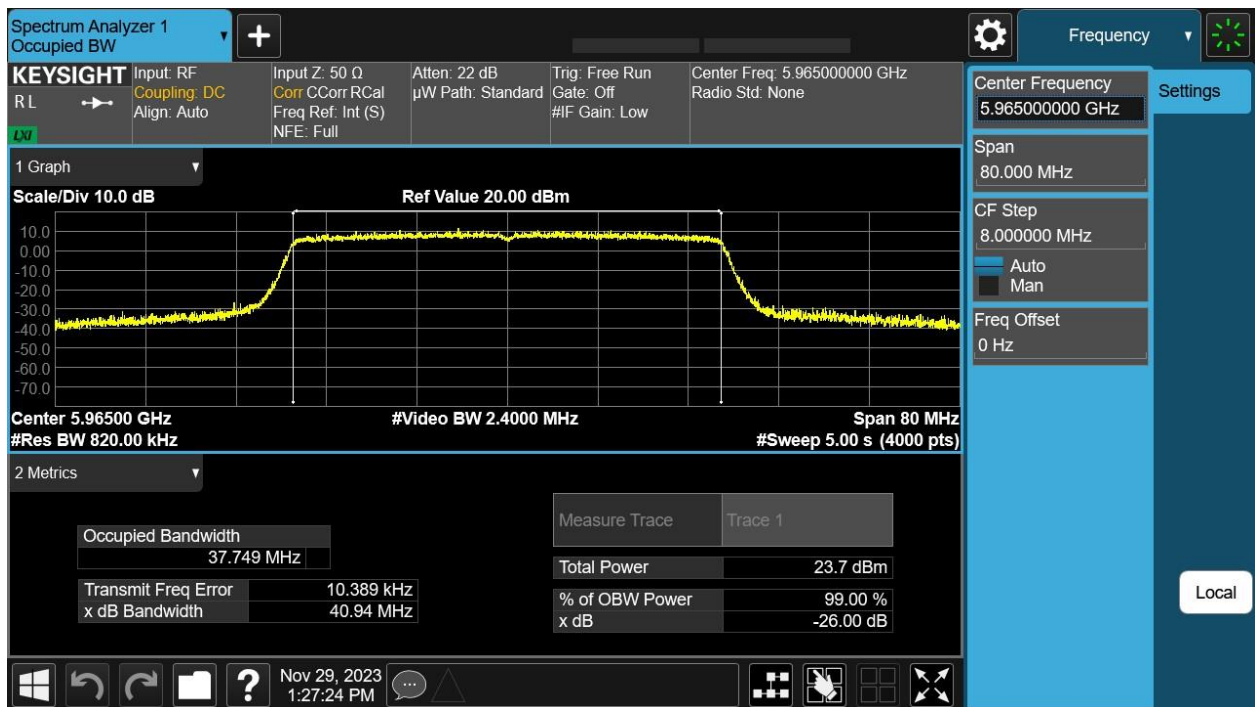 Spectrum Analyzer 1
Occupied BW
+
Frequency
KEYSIGHT
R L
LXI
Input: RF
Coupling: DC
Align: Auto
Input Z: 50 Ω
Corr CCorr RCal
Freq Ref: Int (S)
NFE: Full
Atten: 22 dB
µW Path: Standard
Trig: Free Run
Gate: Off
#IF Gain: Low
Center Freq: 5.965000000 GHz
Radio Std: None
Center Frequency
5.965000000 GHz
Settings
Span
80.000 MHz
CF Step
8.000000 MHz
Auto
Man
Freq Offset
0 Hz
Local
1 Graph
Scale/Div 10.0 dB
Ref Value 20.00 dBm
10.0
0.00
-10.0
-20.0
-30.0
-40.0
-50.0
-60.0
-70.0
Center 5.96500 GHz
#Video BW 2.4000 MHz
Span 80 MHz
#Res BW 820.00 kHz
#Sweep 5.00 s (4000 pts)
2 Metrics
Occupied Bandwidth
37.749 MHz
Transmit Freq Error 10.389 kHz
x dB Bandwidth 40.94 MHz
Measure Trace Trace 1
Total Power 23.7 dBm
% of OBW Power 99.00 %
x dB -26.00 dB
?
Nov 29, 2023
1:27:24 PM